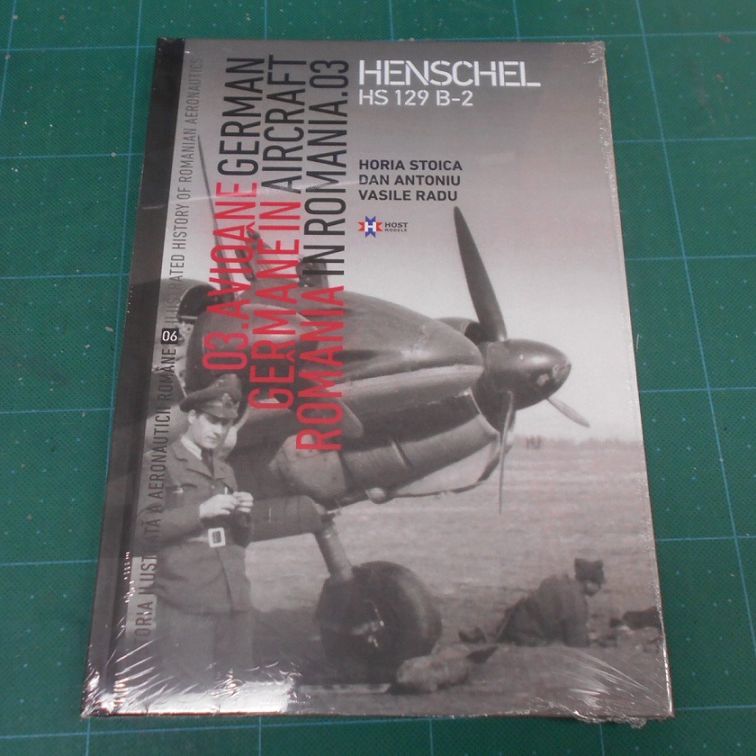 HENSCHEL
HS 129 B-2
HORIA STOICA
DAN ANTONIU
VASILE RADU
HOST
MODELS
03.AVIOANE GERMAN
GERMANE IN AIRCRAFT
ROMANIA IN ROMANIA.03
ILUSTRATĂ A AERONAUTICII ROMÂNE 06 ILLUSTRATED HISTORY OF ROMANIAN AERONAUTICS